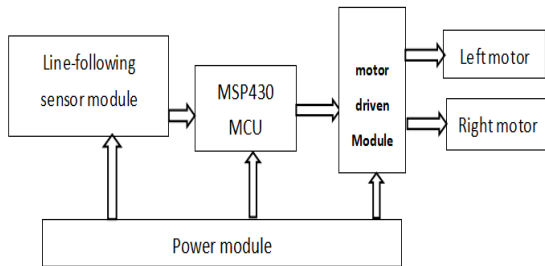 Line-following
sensor module
MSP430
MCU
motor
driven
Module
Left motor
Right motor
Power module